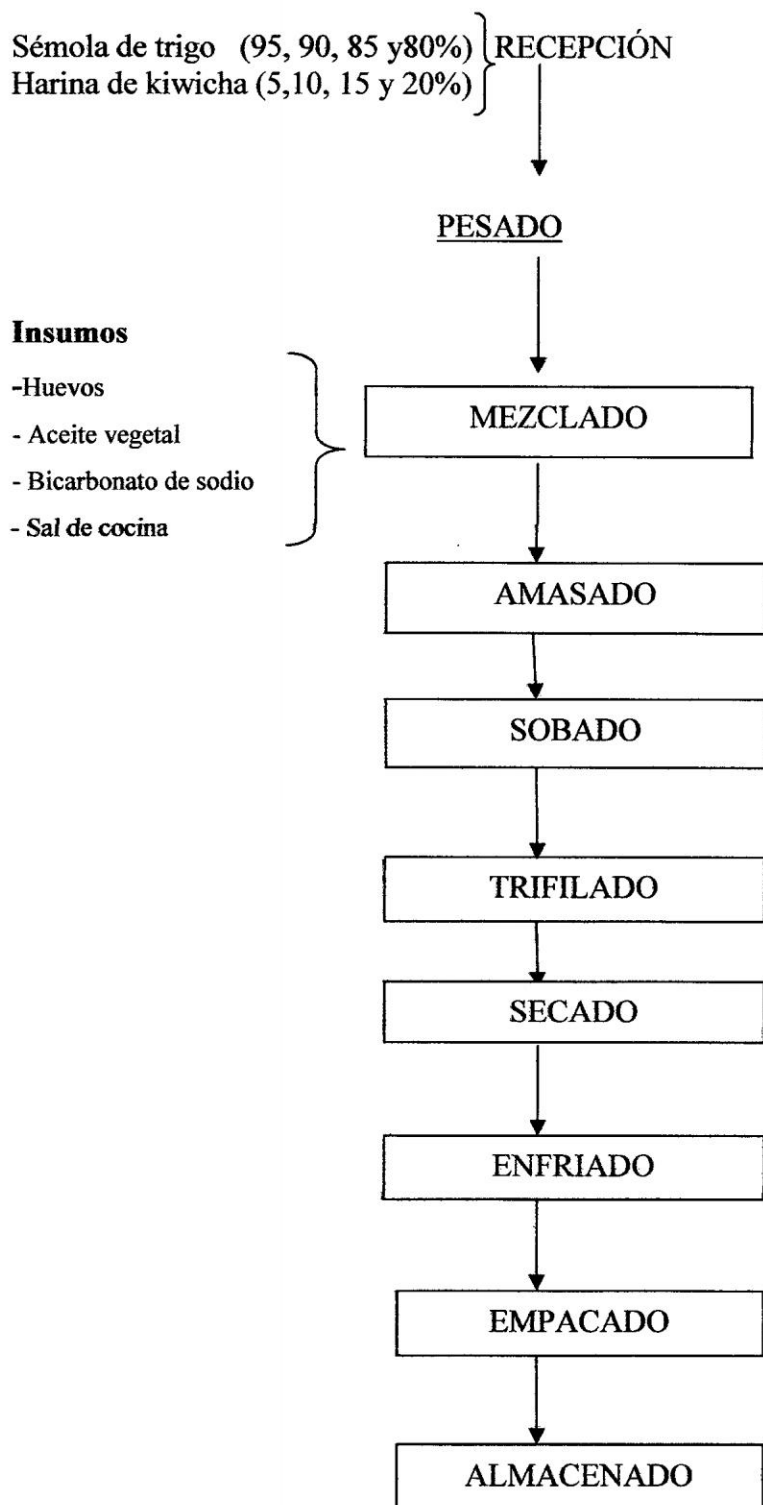 Sémola de trigo (95, 90, 85 y80%) RECEPCIÓN
Harina de kiwicha (5,10, 15 y 20%)
PESADO
Insumos
-Huevos
- Aceite vegetal
- Bicarbonato de sodio
- Sal de cocina
MEZCLADO
AMASADO
SOBADO
TRIFILADO
SECADO
ENFRIADO
EMPACADO
ALMACENADO